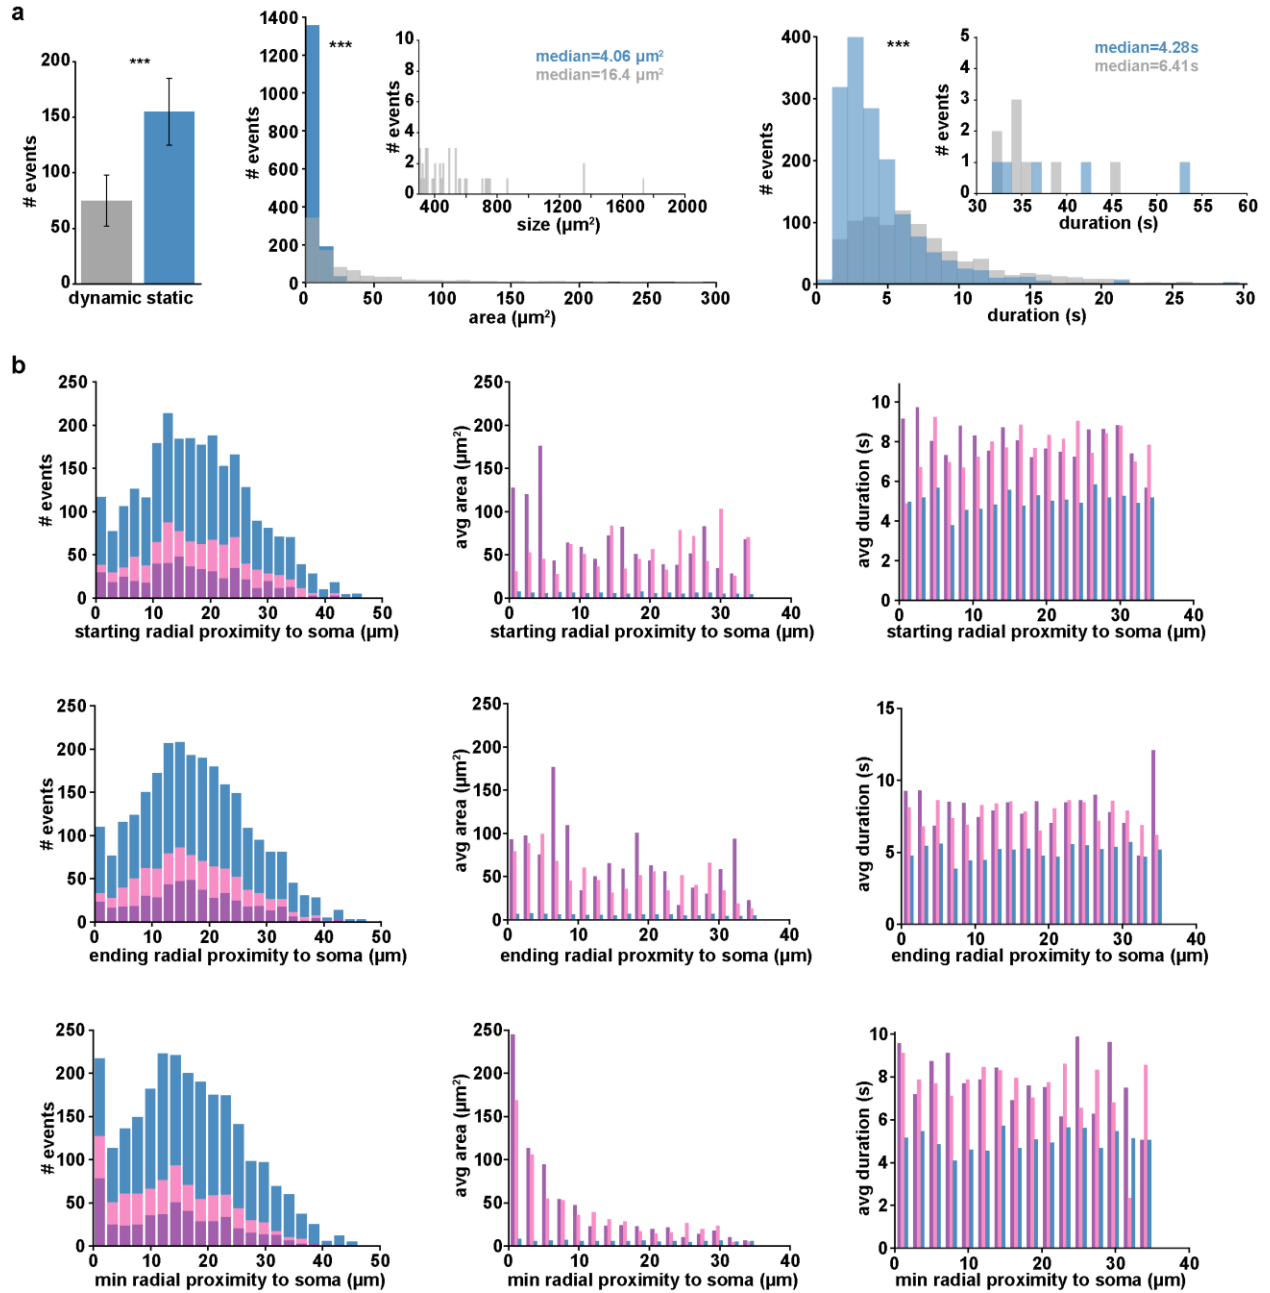 a
200
150
100
50
0
# events
***
dynamic static
1400
1200
1000
800
600
400
200
0
# events
***
0 50 100 150 200 250 300
area (µm²)
10
8
6
4
2
0
# events
median=4.06 µm²
median=16.4 µm²
400 800 1200 1600 2000
size (µm²)
400
300
200
100
0
# events
***
0 5 10 15 20 25 30
duration (s)
5
4
3
2
1
0
# events
median=4.28s
median=6.41s
30 35 40 45 50 55 60
duration (s)
b
250
200
150
100
50
0
# events
0 10 20 30 40 50
starting radial proximity to soma (µm)
250
200
150
100
50
0
avg area (µm²)
0 10 20 30 40
starting radial proximity to soma (µm)
10
8
6
4
2
0
avg duration (s)
0 10 20 30 40
starting radial proxmity to soma (µm)
250
200
150
100
50
0
# events
0 10 20 30 40 50
ending radial proximity to soma (µm)
250
200
150
100
50
0
avg area (µm²)
0 10 20 30 40
ending radial proximity to soma (µm)
15
10
5
0
avg duration (s)
0 10 20 30 40
ending radial proxmity to soma (µm)
250
200
150
100
50
0
# events
0 10 20 30 40 50
min radial proximity to soma (µm)
250
200
150
100
50
0
avg area (µm²)
0 10 20 30 40
min radial proximity to soma (µm)
10
8
6
4
2
0
avg duration (s)
0 10 20 30 40
min radial proxmity to soma (µm)